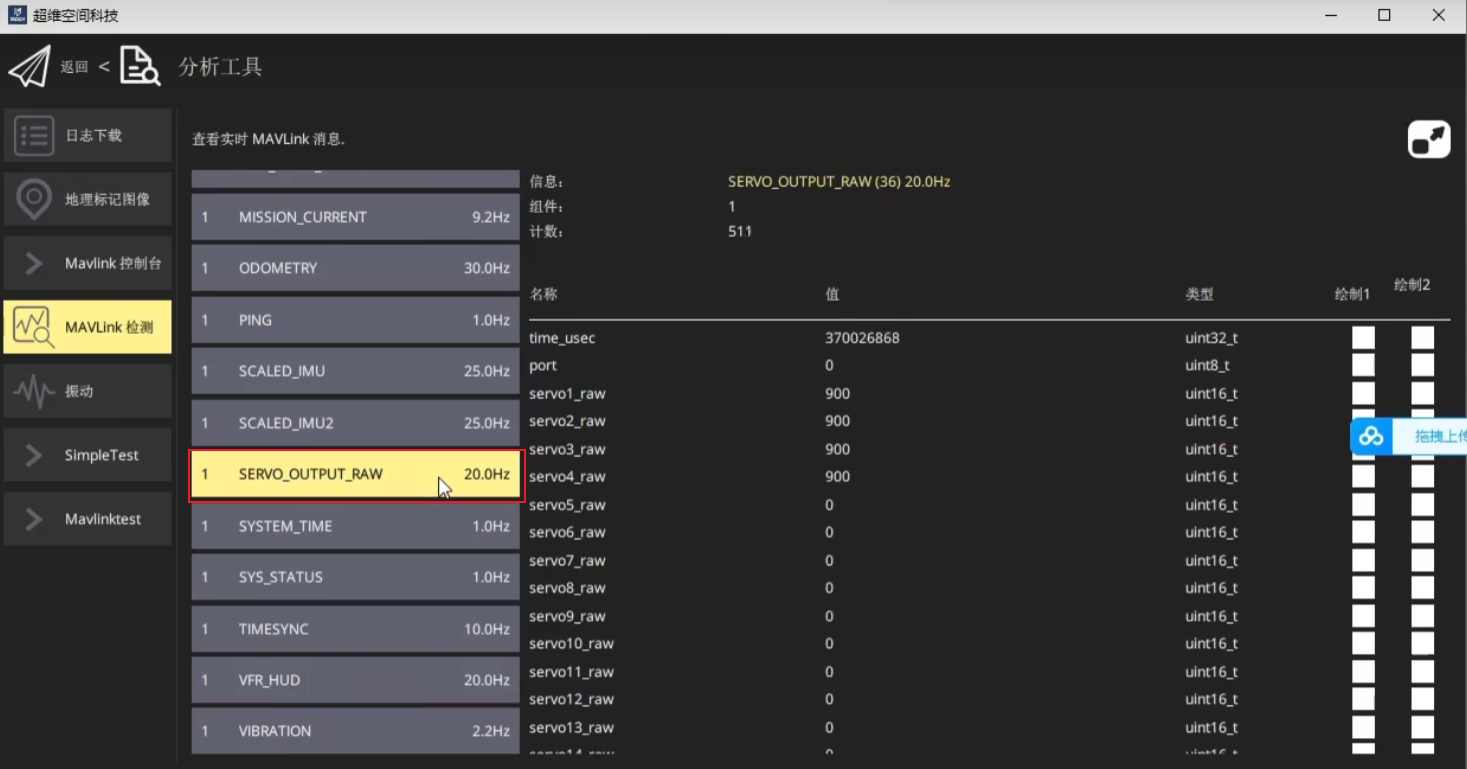 超维空间科技
返回 < 分析工具
日志下载
地理标记图像
Mavlink 控制台
MAVLink 检测
振动
SimpleTest
Mavlinktest
查看实时 MAVLink 消息.
1 MISSION_CURRENT 9.2Hz
1 ODOMETRY 30.0Hz
1 PING 1.0Hz
1 SCALED_IMU 25.0Hz
1 SCALED_IMU2 25.0Hz
1 SERVO_OUTPUT_RAW 20.0Hz
1 SYSTEM_TIME 1.0Hz
1 SYS_STATUS 1.0Hz
1 TIMESYNC 10.0Hz
1 VFR_HUD 20.0Hz
1 VIBRATION 2.2Hz
信息: SERVO_OUTPUT_RAW (36) 20.0Hz
组件: 1
计数: 511
名称 值 类型 绘制1 绘制2
time_usec 370026868 uint32_t
port 0 uint8_t
servo1_raw 900 uint16_t
servo2_raw 900 uint16_t
servo3_raw 900 uint16_t
servo4_raw 900 uint16_t
servo5_raw 0 uint16_t
servo6_raw 0 uint16_t
servo7_raw 0 uint16_t
servo8_raw 0 uint16_t
servo9_raw 0 uint16_t
servo10_raw 0 uint16_t
servo11_raw 0 uint16_t
servo12_raw 0 uint16_t
servo13_raw 0 uint16_t
servo14_raw 0 uint16_t
拖拽上传